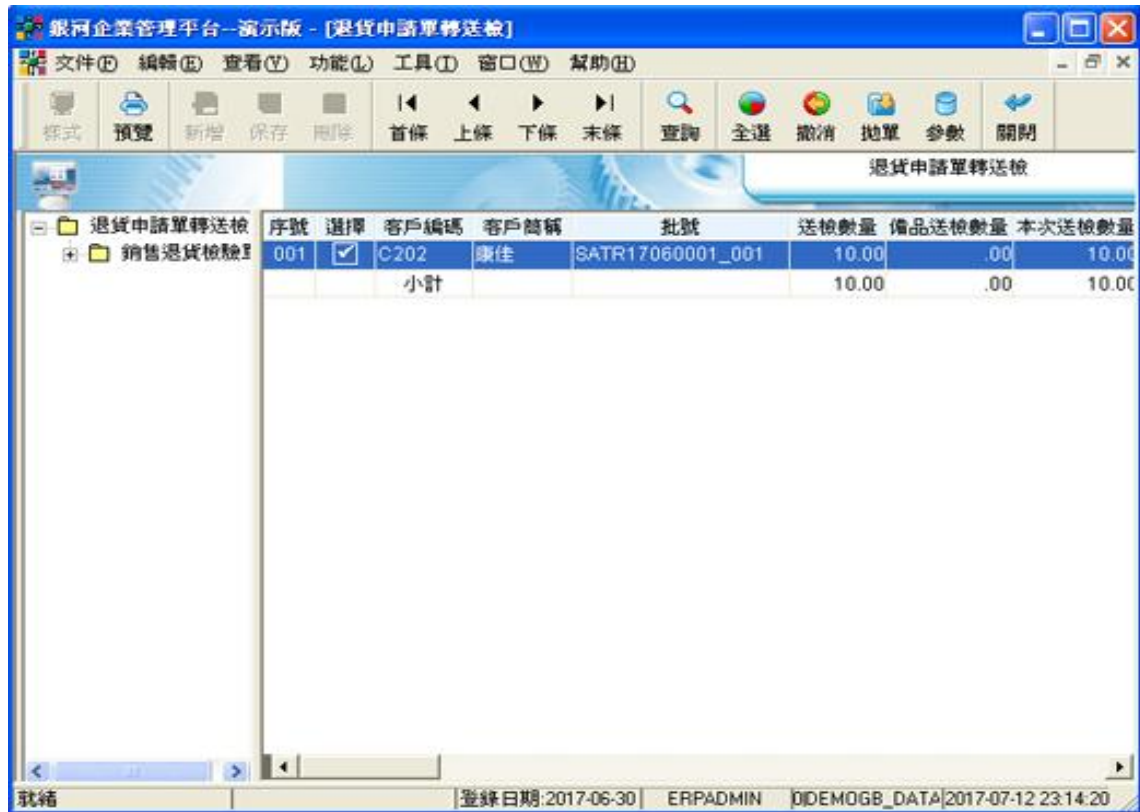 銀河企業管理平台--演示版 - [退貨申請單轉送檢]
文件(F) 編輯(E) 查看(V) 功能(L) 工具(I) 窗口(W) 幫助(H)
樣式 預覽 新增 保存 刪除 首條 上條 下條 末條 查詢 全選 撤消 拋單 參數 關閉
退貨申請單轉送檢
退貨申請單轉送檢
銷售退貨檢驗
序號 選擇 客戶編碼 客戶簡稱 批號 送檢數量 備品送檢數量 本次送檢數量
001 C202 康佳 SATR17060001_001 10.00 .00 10.00
小計 10.00 .00 10.00
就緒 登錄日期:2017-06-30 ERPADMIN 0|DEMOGB_DATA 2017-07-12 23:14:20